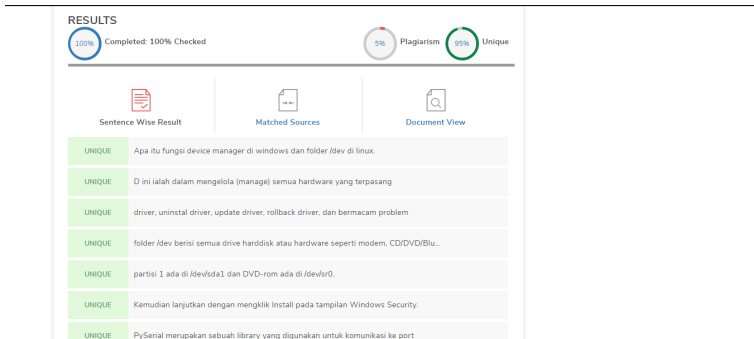 RESULTS
100% Completed: 100% Checked 5% Plagiarism 95% Unique
Sentence Wise Result Matched Sources Document View
UNIQUE Apa itu fungsi device manager di windows dan folder /dev di linux.
UNIQUE D ini ialah dalam mengelola (manage) semua hardware yang terpasang
UNIQUE driver, uninstal driver, update driver, rollback driver, dan bermacam problem
UNIQUE folder /dev berisi semua drive harddisk atau hardware seperti modem, CD/DVD/Blu...
UNIQUE partisi 1 ada di /dev/sda1 dan DVD-rom ada di /dev/sr0.
UNIQUE Kemudian lanjutkan dengan mengklik Install pada tampilan Windows Security.
UNIQUE PySerial merupakan sebuah library yang digunakan untuk komunikasi ke port